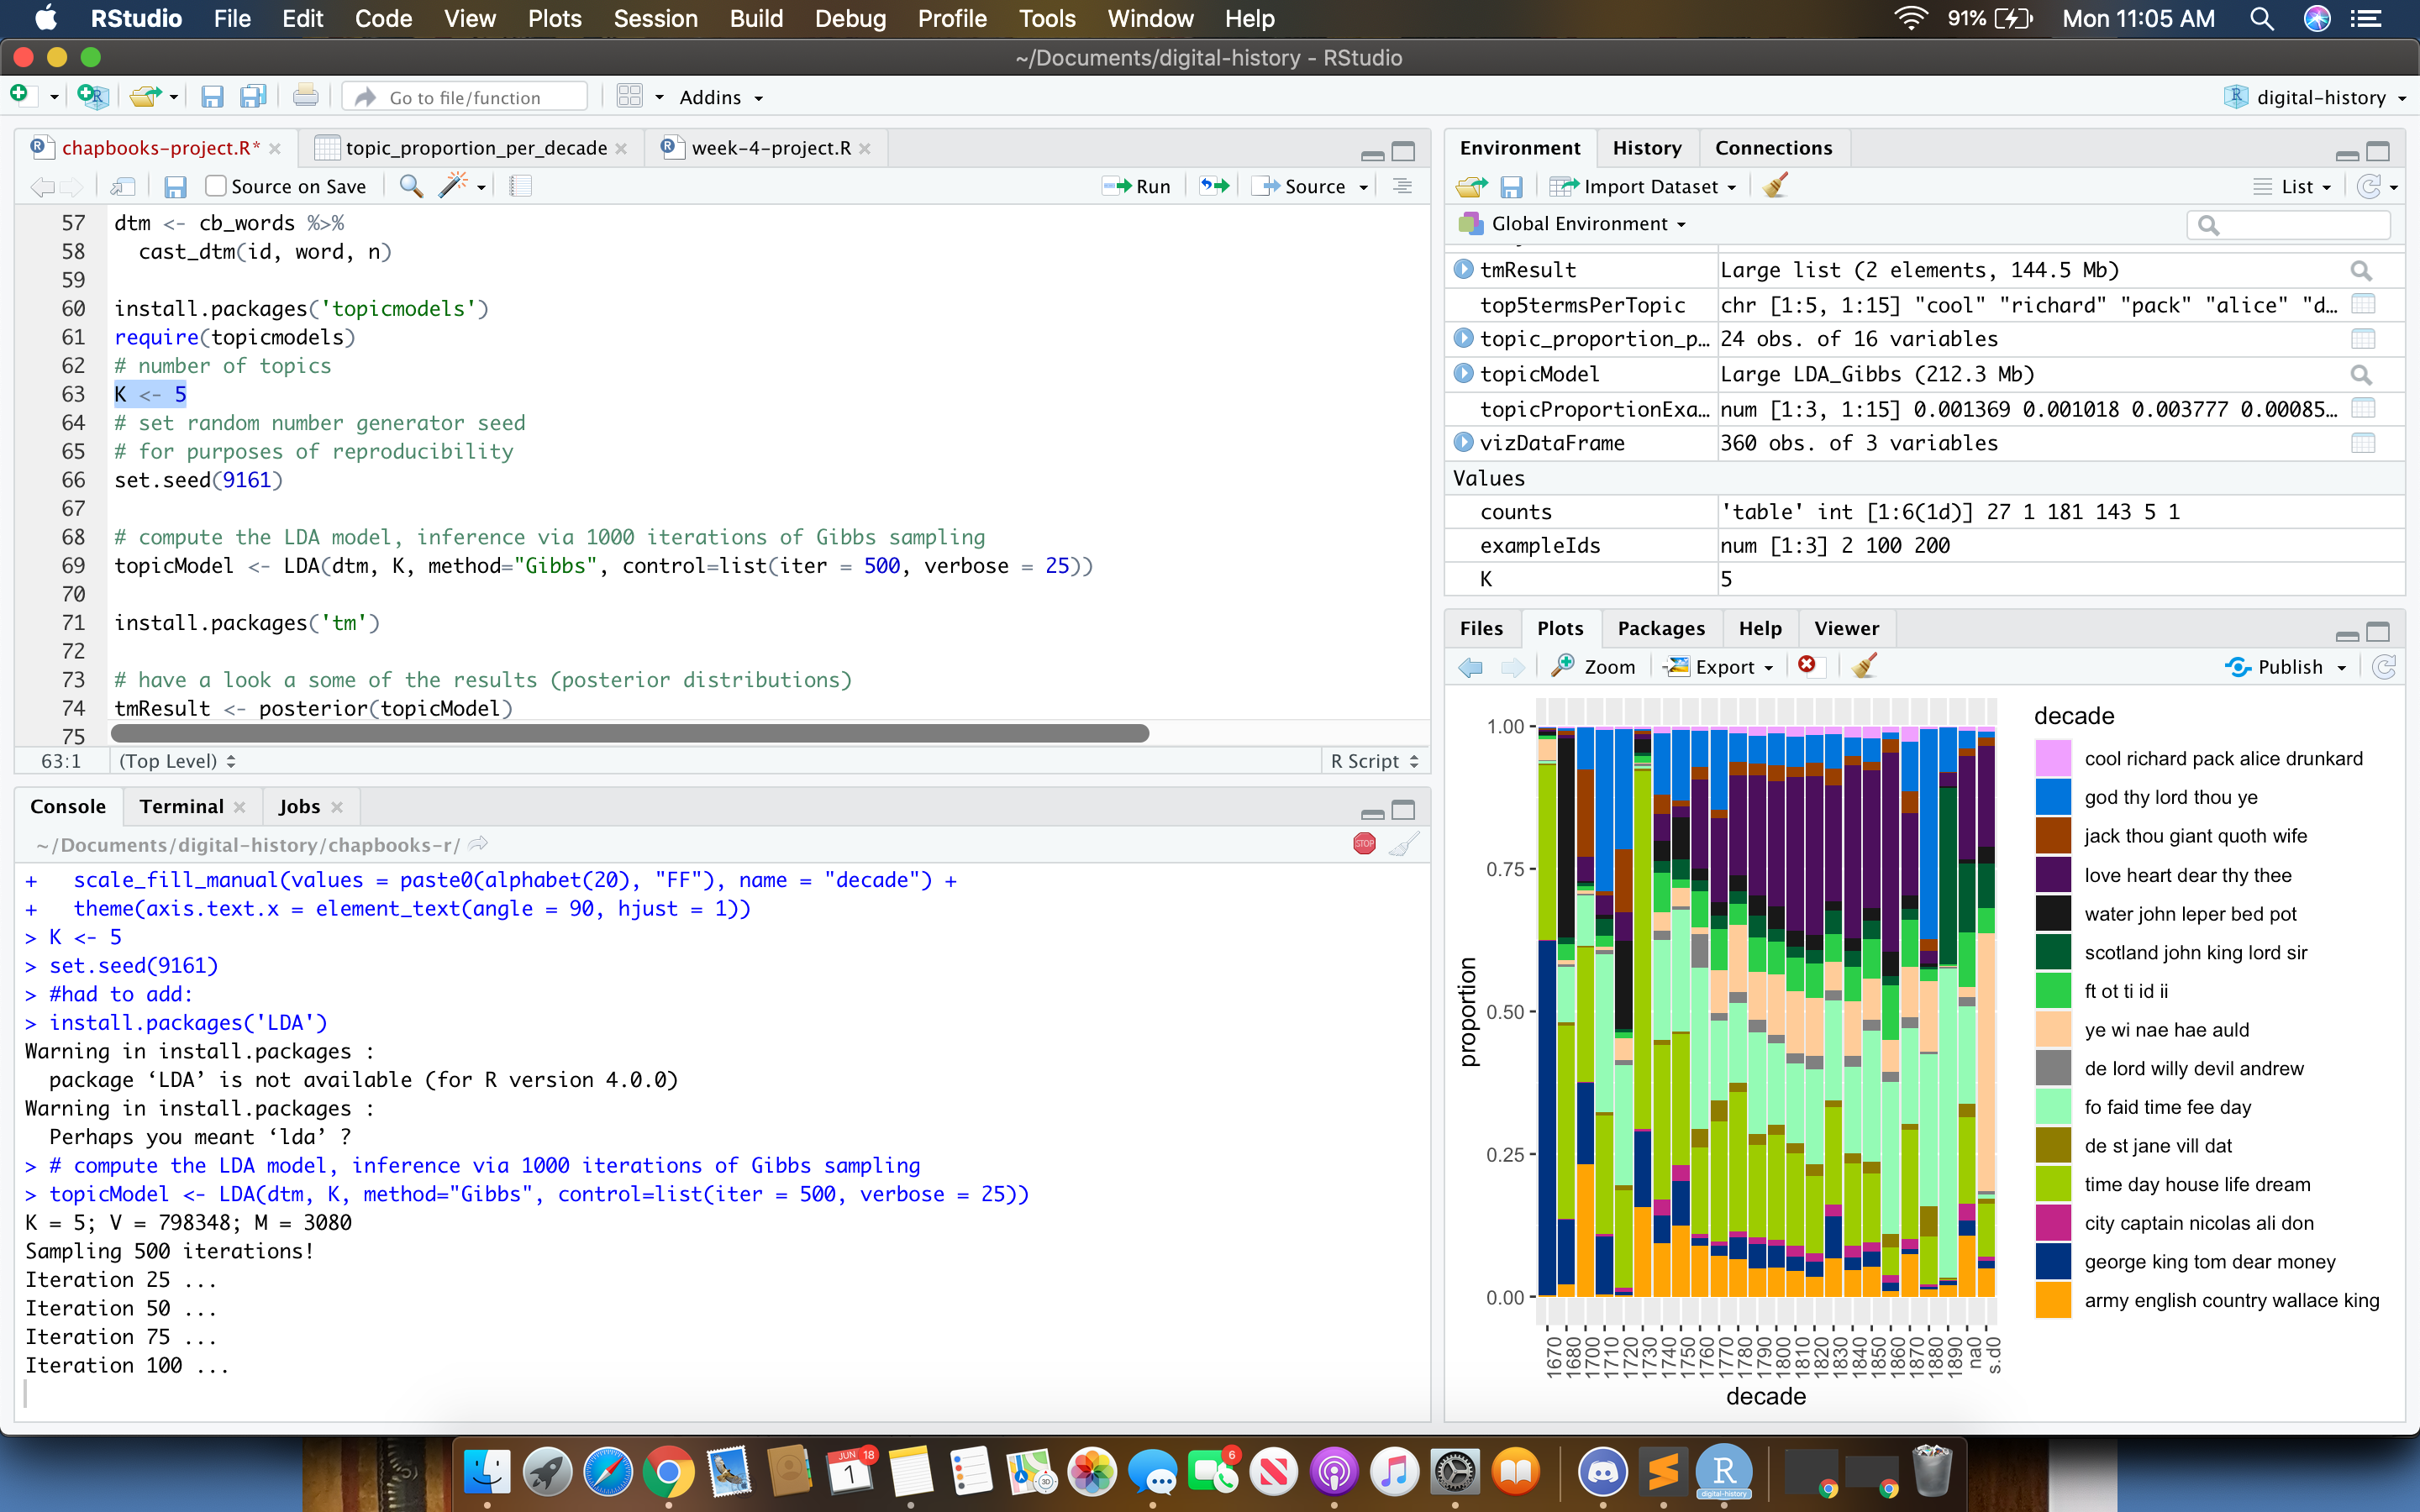 RStudio File Edit Code View Plots Session Build Debug Profile Tools Window Help 91% Mon 11:05 AM
~/Documents/digital-history - RStudio
Go to file/function Addins digital-history
chapbooks-project.R* topic_proportion_per_decade week-4-project.R
Source on Save Run Source
57 dtm <- cb_words %>%
58 cast_dtm(id, word, n)
59
60 install.packages('topicmodels')
61 require(topicmodels)
62 # number of topics
63 K <- 5
64 # set random number generator seed
65 # for purposes of reproducibility
66 set.seed(9161)
67
68 # compute the LDA model, inference via 1000 iterations of Gibbs sampling
69 topicModel <- LDA(dtm, K, method="Gibbs", control=list(iter = 500, verbose = 25))
70
71 install.packages('tm')
72
73 # have a look a some of the results (posterior distributions)
74 tmResult <- posterior(topicModel)
75
63:1 (Top Level) R Script
Console Terminal Jobs
~/Documents/digital-history/chapbooks-r/
STOP
+ scale_fill_manual(values = paste0(alphabet(20), "FF"), name = "decade") +
+ theme(axis.text.x = element_text(angle = 90, hjust = 1))
> K <- 5
> set.seed(9161)
> #had to add:
> install.packages('LDA')
Warning in install.packages :
package ‘LDA’ is not available (for R version 4.0.0)
Warning in install.packages :
Perhaps you meant ‘lda’ ?
> # compute the LDA model, inference via 1000 iterations of Gibbs sampling
> topicModel <- LDA(dtm, K, method="Gibbs", control=list(iter = 500, verbose = 25))
K = 5; V = 798348; M = 3080
Sampling 500 iterations!
Iteration 25 ...
Iteration 50 ...
Iteration 75 ...
Iteration 100 ...
Environment History Connections
Import Dataset List
Global Environment
tmResult Large list (2 elements, 144.5 Mb)
top5termsPerTopic chr [1:5, 1:15] "cool" "richard" "pack" "alice" "d…
topic_proportion_p… 24 obs. of 16 variables
topicModel Large LDA_Gibbs (212.3 Mb)
topicProportionExa… num [1:3, 1:15] 0.001369 0.001018 0.003777 0.00085…
vizDataFrame 360 obs. of 3 variables
Values
counts 'table' int [1:6(1d)] 27 1 181 143 5 1
exampleIds num [1:3] 2 100 200
K 5
Files Plots Packages Help Viewer
Zoom Export Publish
1.00
0.75
0.50
0.25
0.00
proportion
1670 1680 1700 1710 1720 1730 1740 1750 1760 1770 1780 1790 1800 1810 1820 1830 1840 1850 1860 1870 1880 1890 na0 s.d0
decade
decade
cool richard pack alice drunkard
god thy lord thou ye
jack thou giant quoth wife
love heart dear thy thee
water john leper bed pot
scotland john king lord sir
ft ot ti id ii
ye wi nae hae auld
de lord willy devil andrew
fo faid time fee day
de st jane vill dat
time day house life dream
city captain nicolas ali don
george king tom dear money
army english country wallace king
JUN 18
1
3D
6
R
digital-history